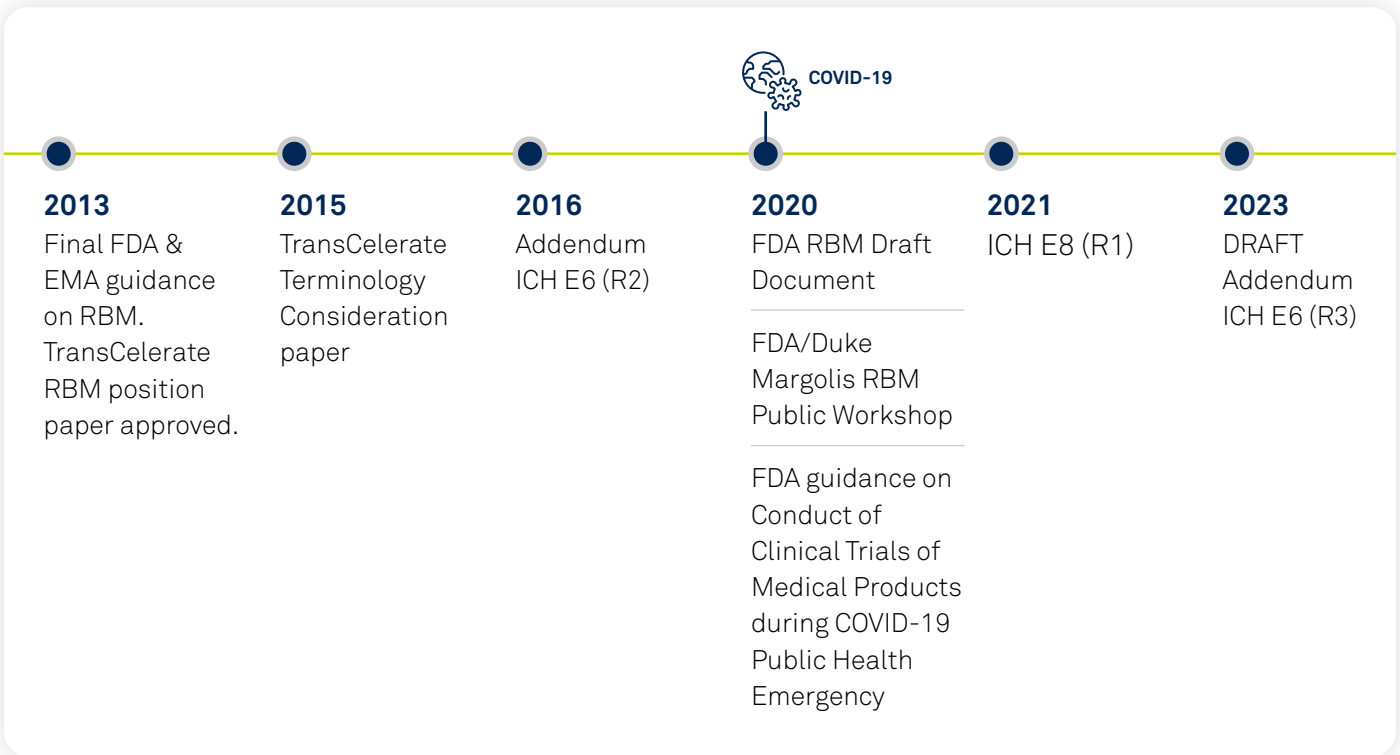 COVID-19
2013
Final FDA &
EMA guidance
on RBM.
TransCelerate
RBM position
paper approved.
2015
TransCelerate
Terminology
Consideration
paper
2016
Addendum
ICH E6 (R2)
2020
FDA RBM Draft
Document
FDA/Duke
Margolis RBM
Public Workshop
FDA guidance on
Conduct of
Clinical Trials of
Medical Products
during COVID-19
Public Health
Emergency
2021
ICH E8 (R1)
2023
DRAFT
Addendum
ICH E6 (R3)